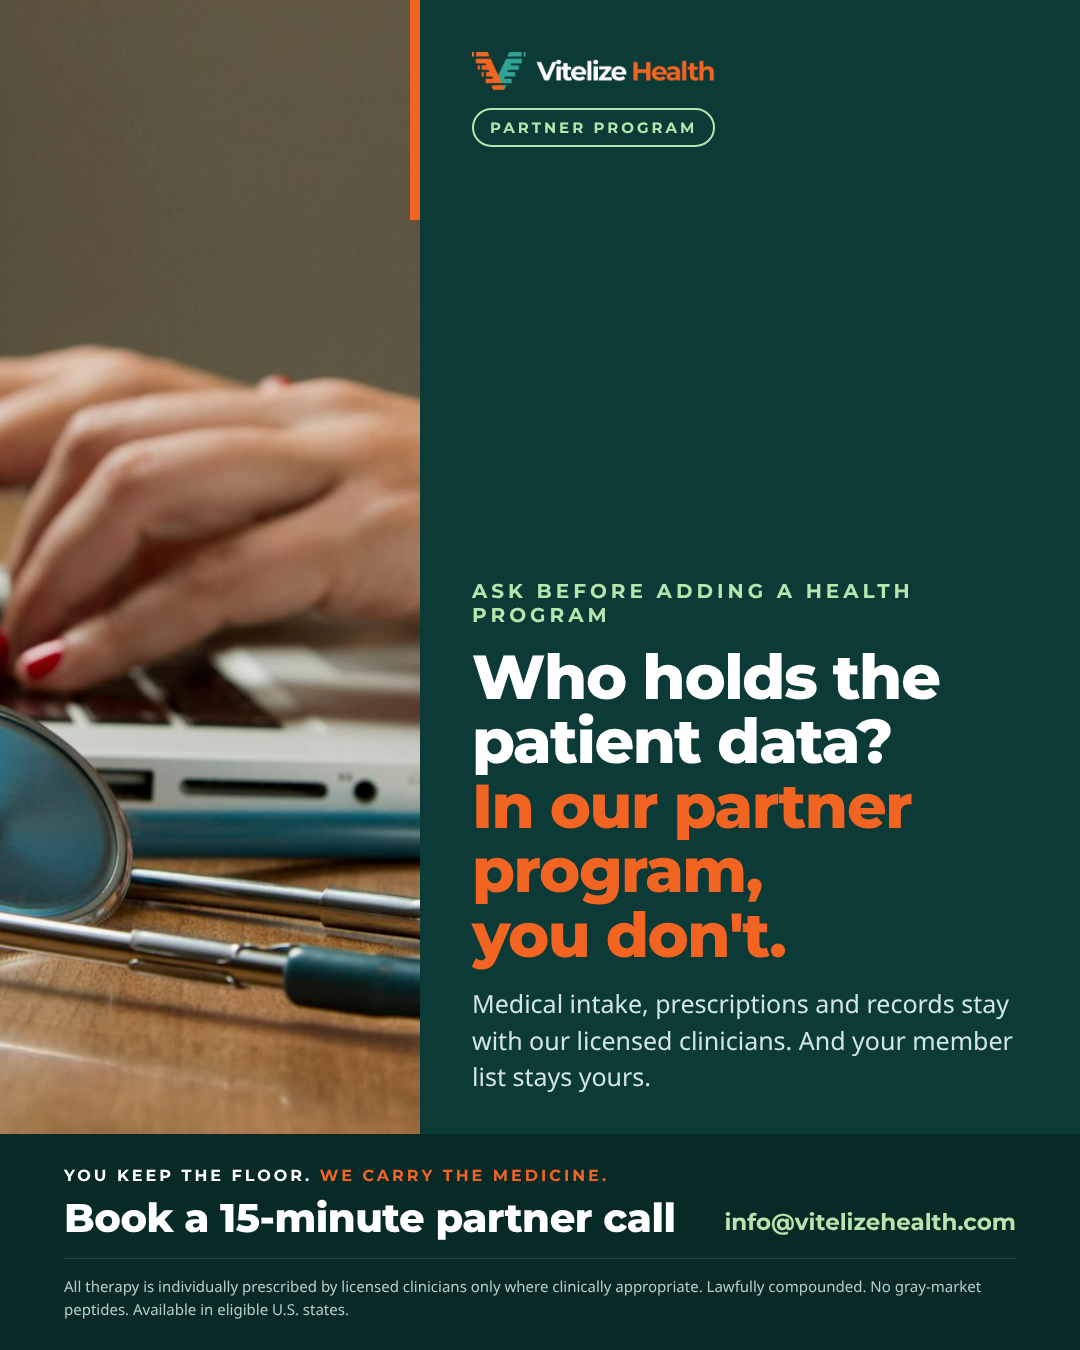 Vitelize Health
PARTNER PROGRAM
ASK BEFORE ADDING A HEALTH
PROGRAM
Who holds the
patient data?
In our partner
program,
you don't.
Medical intake, prescriptions and records stay
with our licensed clinicians. And your member
list stays yours.
YOU KEEP THE FLOOR. WE CARRY THE MEDICINE.
Book a 15-minute partner call
info@vitelizehealth.com
All therapy is individually prescribed by licensed clinicians only where clinically appropriate. Lawfully compounded. No gray-market
peptides. Available in eligible U.S. states.